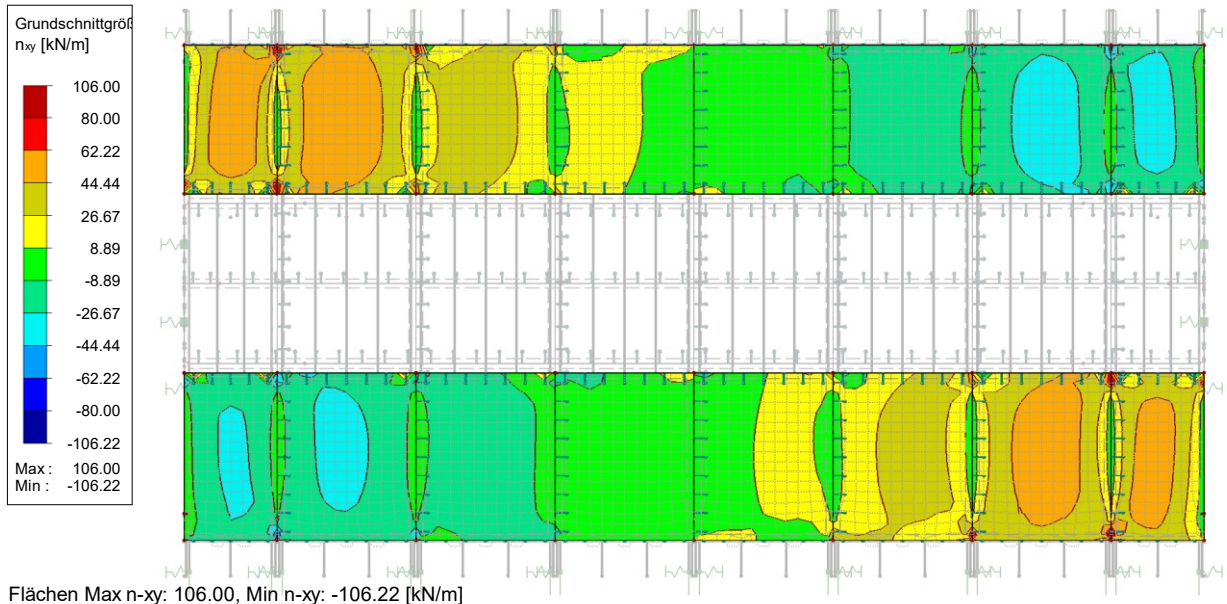 Grundschnittgröß
nxy [kN/m]
106.00
80.00
62.22
44.44
26.67
8.89
-8.89
-26.67
-44.44
-62.22
-80.00
-106.22
Max : 106.00
Min : -106.22
Flächen Max n-xy: 106.00, Min n-xy: -106.22 [kN/m]